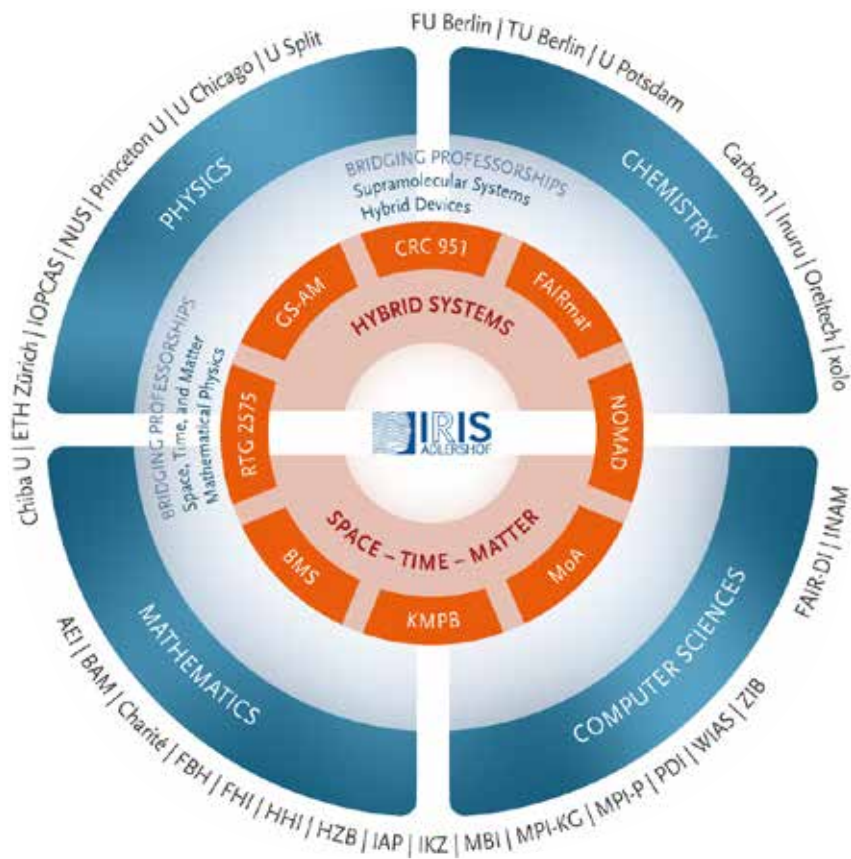 Chiba U | ETH Zürich | IOPCAS | NUS | Princeton U | U Chicago | U Split
FU Berlin | TU Berlin | U Potsdam
Carbon1 | Inuru | Oreltech | xolo
FAIR-DI | INAM
AEI | BAM | Charité | FBH | FHI | HHI | HZB | IAP | IKZ | MBI | MPI-KG | MPI-P | PDI | WIAS | ZIB
PHYSICS
CHEMISTRY
MATHEMATICS
COMPUTER SCIENCES
BRIDGING PROFESSORSHIPS
Supramolecular Systems
Hybrid Devices
BRIDGING PROFESSORSHIPS
Space, Time, and Matter
Mathematical Physics
RTG 2575
GS-AM
CRC 951
FAIRmat
NOMAD
MoA
KMPB
BMS
HYBRID SYSTEMS
IRIS
ADLERSHOF
SPACE – TIME – MATTER